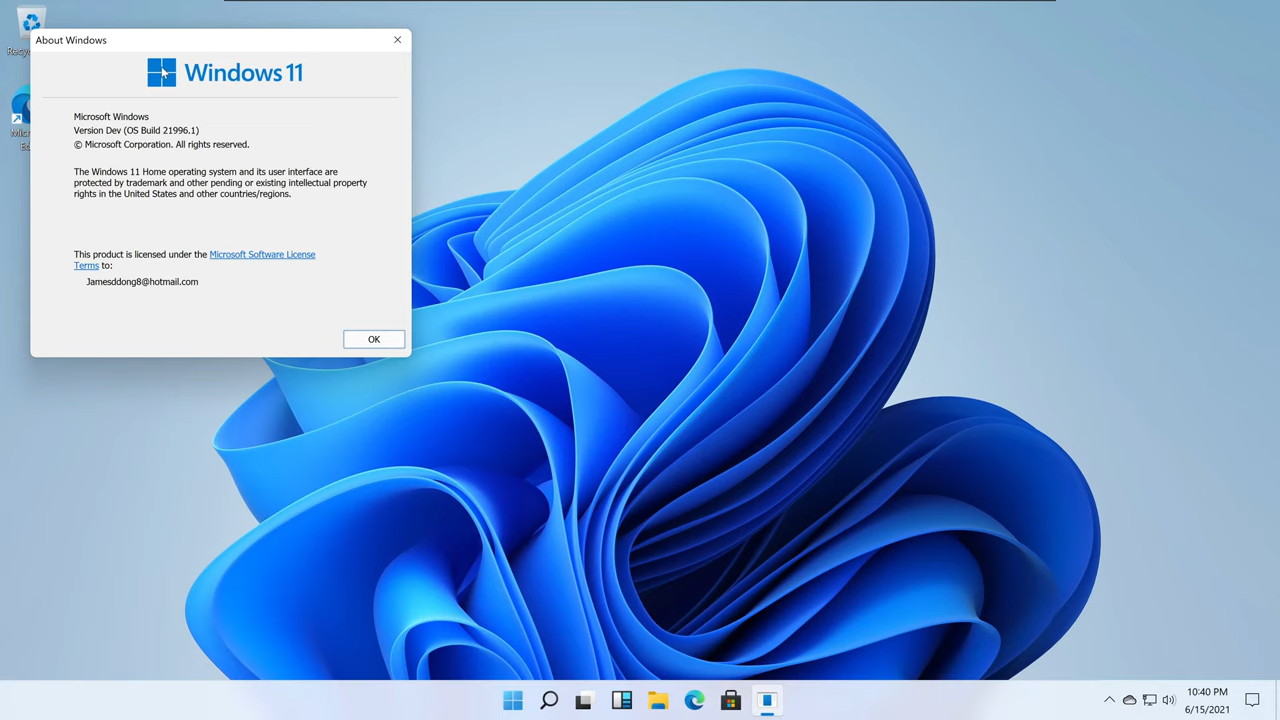 About Windows
Windows 11
Microsoft Windows
Version Dev (OS Build 21996.1)
© Microsoft Corporation. All rights reserved.
The Windows 11 Home operating system and its user interface are
protected by trademark and other pending or existing intellectual property
rights in the United States and other countries/regions.
This product is licensed under the Microsoft Software License
Terms to:
Jamesddong8@hotmail.com
OK
10:40 PM
6/15/2021